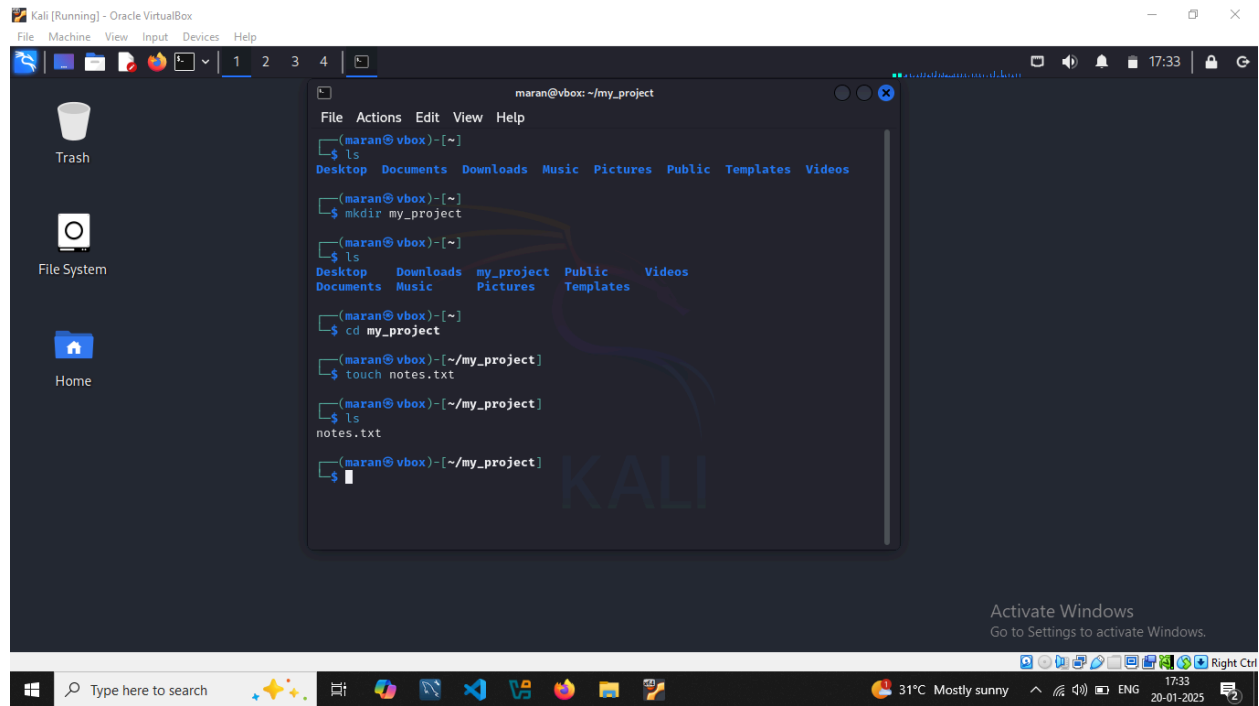 Kali [Running] - Oracle VirtualBox
File Machine View Input Devices Help
1 2 3 4
17:33
Trash
File System
Home
maran@vbox: ~/my_project
File Actions Edit View Help
┌──(maran㉿vbox)-[~]
└─$ ls
Desktop Documents Downloads Music Pictures Public Templates Videos
┌──(maran㉿vbox)-[~]
└─$ mkdir my_project
┌──(maran㉿vbox)-[~]
└─$ ls
Desktop Downloads my_project Public Videos
Documents Music Pictures Templates
┌──(maran㉿vbox)-[~]
└─$ cd my_project
┌──(maran㉿vbox)-[~/my_project]
└─$ touch notes.txt
┌──(maran㉿vbox)-[~/my_project]
└─$ ls
notes.txt
┌──(maran㉿vbox)-[~/my_project]
└─$
KALI
Activate Windows
Go to Settings to activate Windows.
Right Ctrl
Type here to search
31°C Mostly sunny
ENG
17:33
20-01-2025
2